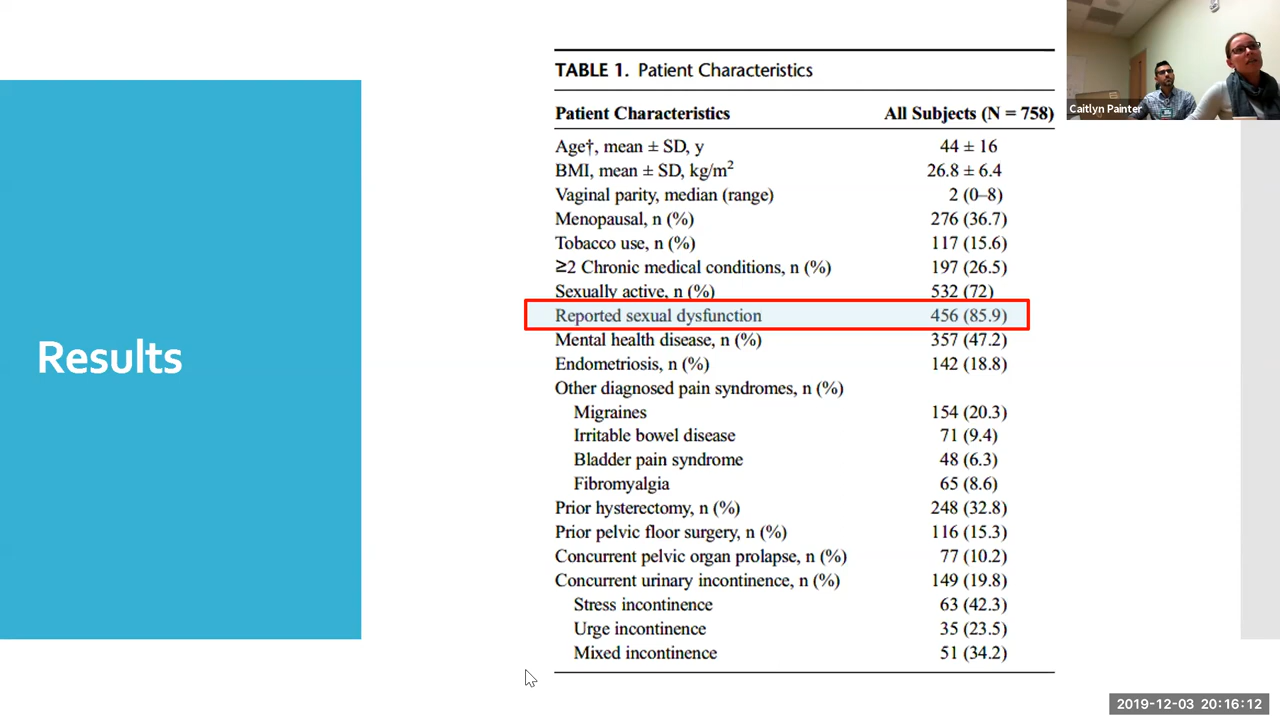 Results
TABLE 1. Patient Characteristics
Patient Characteristics All Subjects (N = 758)
Age†, mean ± SD, y 44 ± 16
BMI, mean ± SD, kg/m² 26.8 ± 6.4
Vaginal parity, median (range) 2 (0–8)
Menopausal, n (%) 276 (36.7)
Tobacco use, n (%) 117 (15.6)
≥2 Chronic medical conditions, n (%) 197 (26.5)
Sexually active, n (%) 532 (72)
Reported sexual dysfunction 456 (85.9)
Mental health disease, n (%) 357 (47.2)
Endometriosis, n (%) 142 (18.8)
Other diagnosed pain syndromes, n (%)
Migraines 154 (20.3)
Irritable bowel disease 71 (9.4)
Bladder pain syndrome 48 (6.3)
Fibromyalgia 65 (8.6)
Prior hysterectomy, n (%) 248 (32.8)
Prior pelvic floor surgery, n (%) 116 (15.3)
Concurrent pelvic organ prolapse, n (%) 77 (10.2)
Concurrent urinary incontinence, n (%) 149 (19.8)
Stress incontinence 63 (42.3)
Urge incontinence 35 (23.5)
Mixed incontinence 51 (34.2)
Caitlyn Painter
2019-12-03 20:16:12